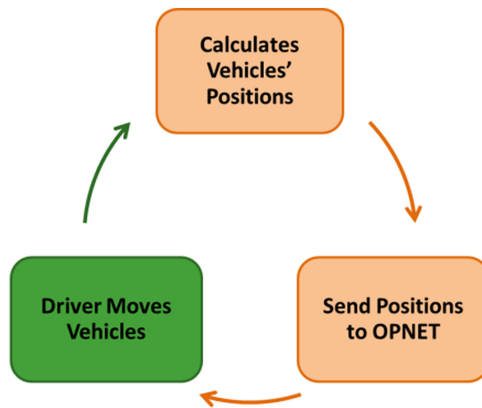 Calculates
Vehicles’
Positions
Driver Moves
Vehicles
Send Positions
to OPNET